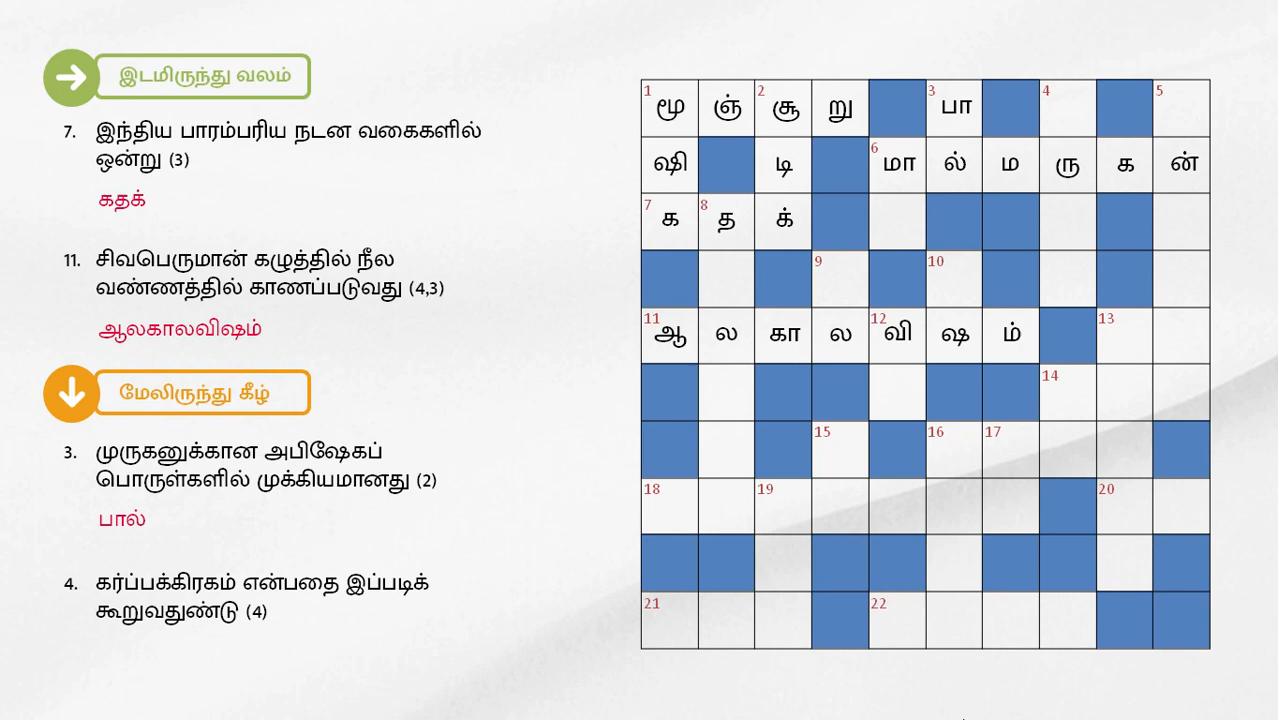 இடமிருந்து வலம்
7. இந்திய பாரம்பரிய நடன வகைகளில்
ஒன்று (3)
கதக்
11. சிவபெருமான் கழுத்தில் நீல
வண்ணத்தில் காணப்படுவது (4,3)
ஆலகாலவிஷம்
மேலிருந்து கீழ்
3. முருகனுக்கான அபிஷேகப்
பொருள்களில் முக்கியமானது (2)
பால்
4. கர்ப்பக்கிரகம் என்பதை இப்படிக்
கூறுவதுண்டு (4)
1 மூ ஞ் 2 சூ று 3 பா 4 5
ஷி டி 6 மா ல் ம ரு க ன்
7 க 8 த க்
9 10
11 ஆ ல கா ல 12 வி ஷ ம் 13
14
15 16 17
18 19 20
21 22